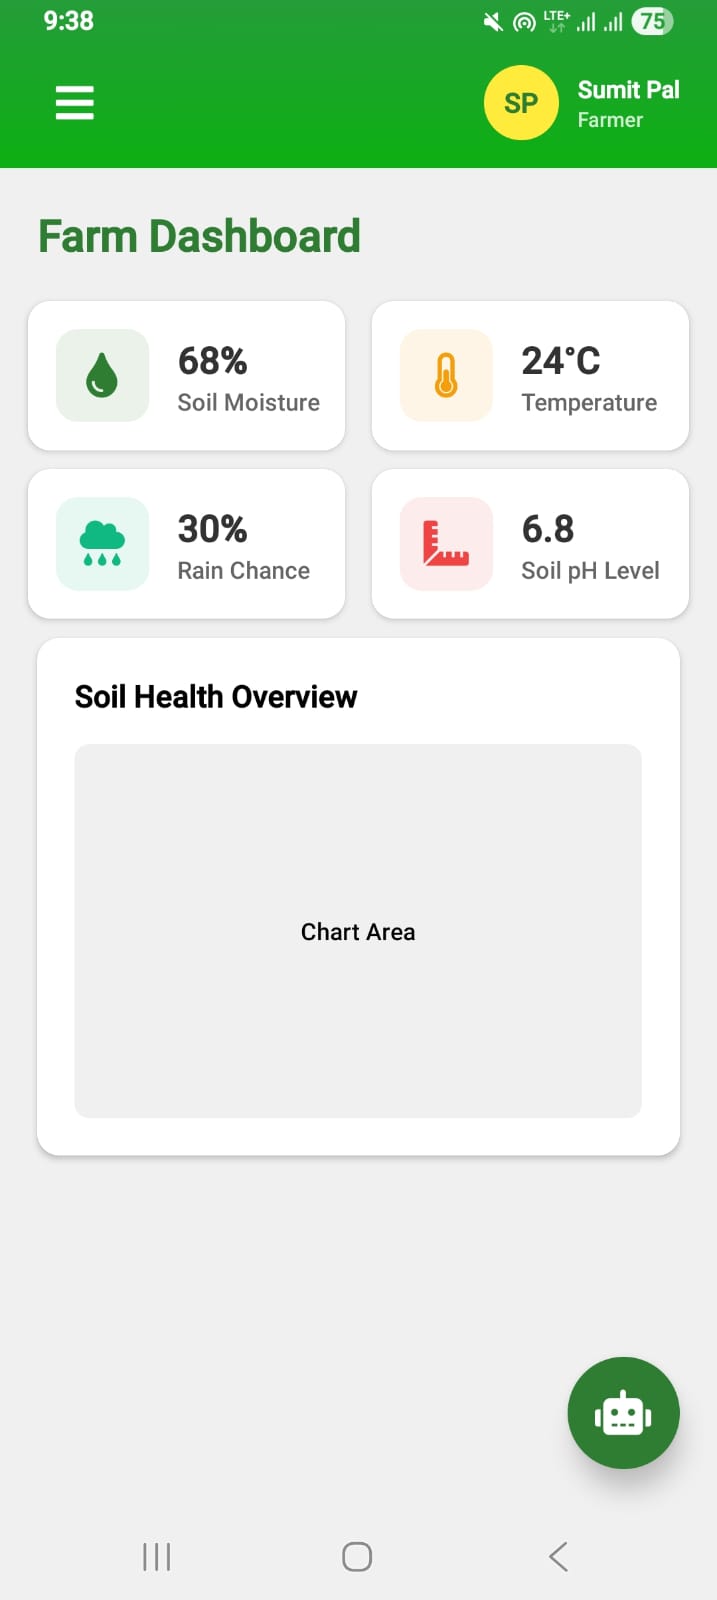 9:38
LTE+
75
SP
Sumit Pal
Farmer
Farm Dashboard
68%
Soil Moisture
24°C
Temperature
30%
Rain Chance
6.8
Soil pH Level
Soil Health Overview
Chart Area